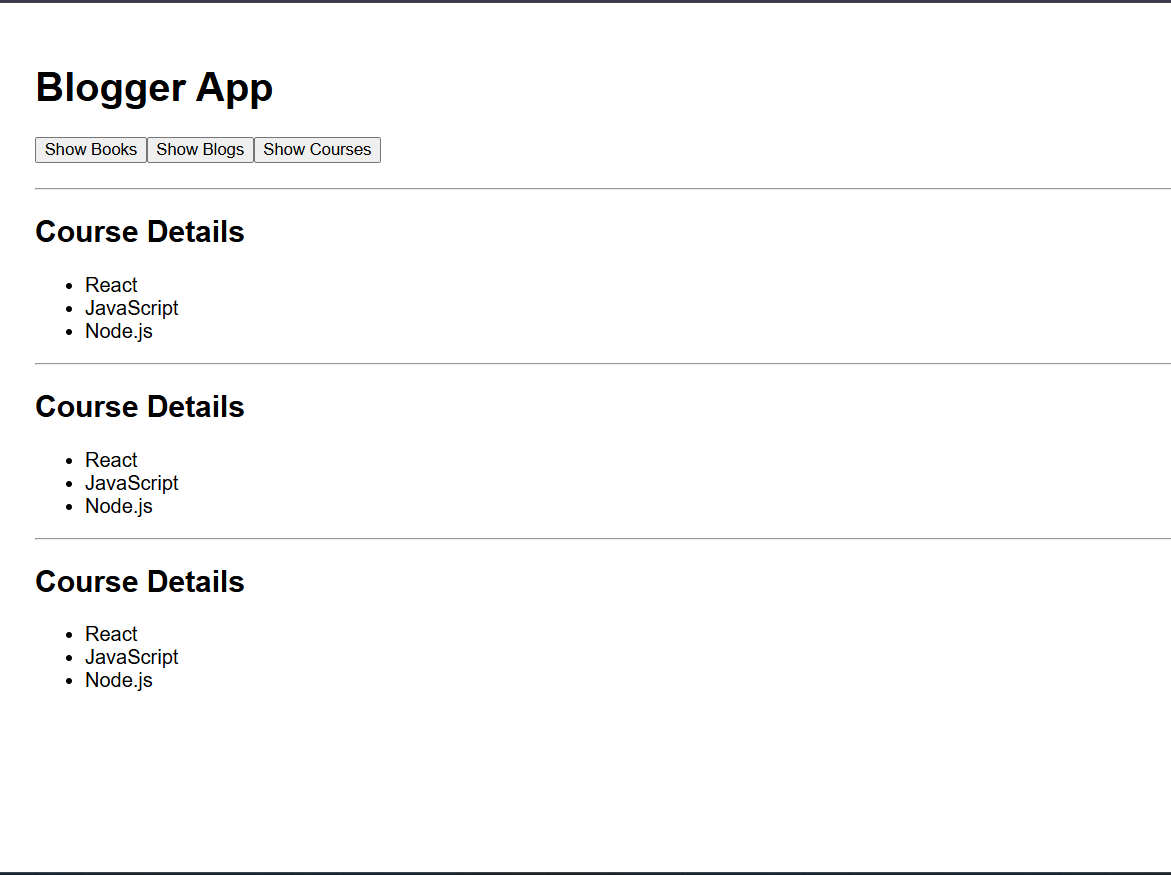 Blogger App
Show Books Show Blogs Show Courses
Course Details
React
JavaScript
Node.js
Course Details
React
JavaScript
Node.js
Course Details
React
JavaScript
Node.js